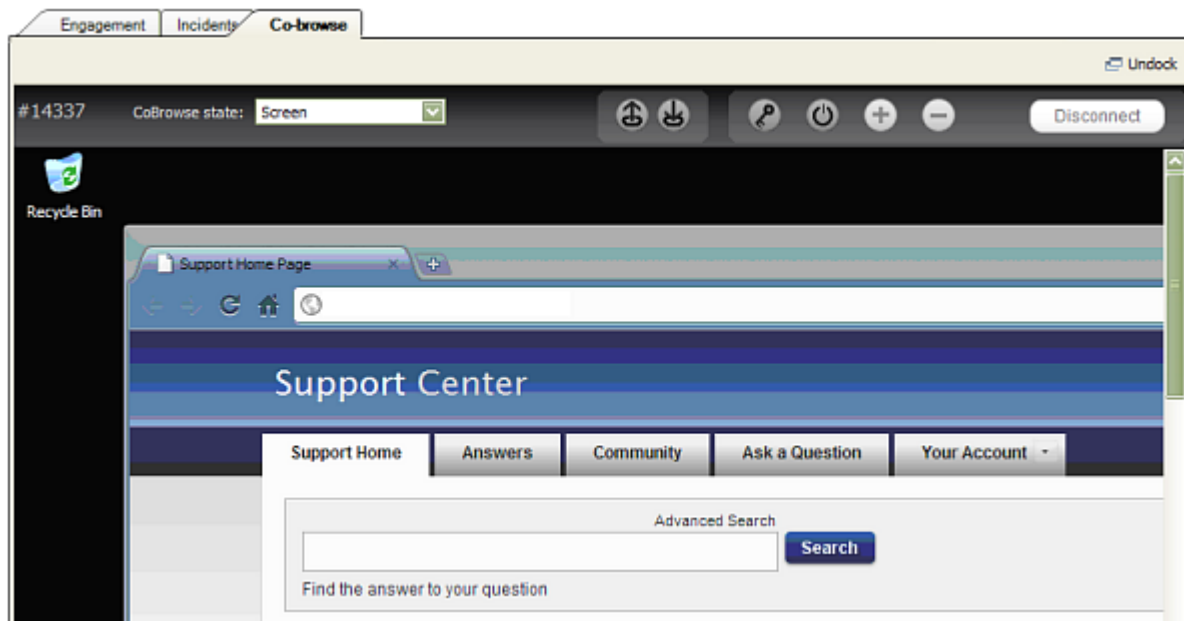 Engagement Incidents Co-browse
Undock
#14337 CoBrowse state: Screen Disconnect
Recycle Bin
Support Home Page
Support Center
Support Home Answers Community Ask a Question Your Account
Advanced Search
Search
Find the answer to your question